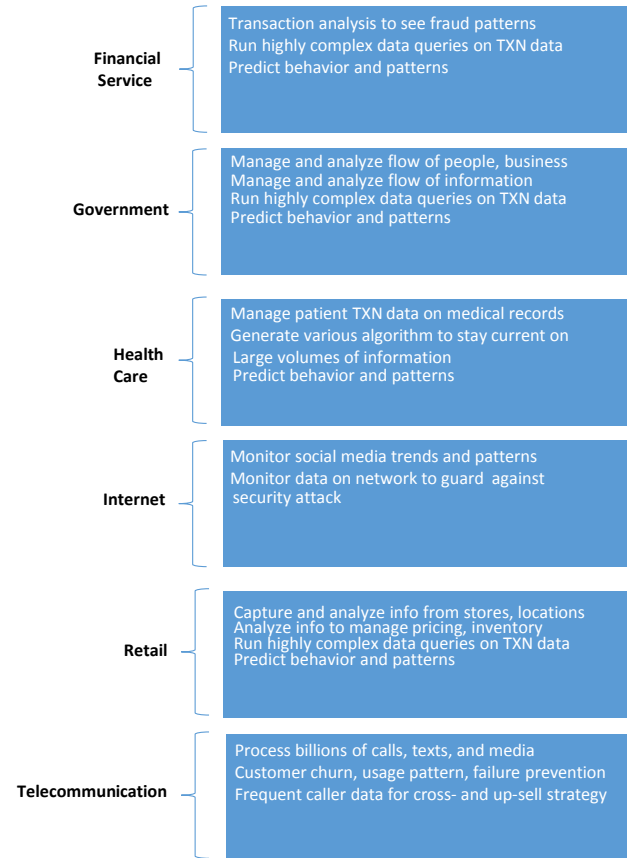 Financial
Service
Transaction analysis to see fraud patterns
Run highly complex data queries on TXN data
Predict behavior and patterns
Government
Manage and analyze flow of people, business
Manage and analyze flow of information
Run highly complex data queries on TXN data
Predict behavior and patterns
Health
Care
Manage patient TXN data on medical records
Generate various algorithm to stay current on
Large volumes of information
Predict behavior and patterns
Internet
Monitor social media trends and patterns
Monitor data on network to guard against
security attack
Retail
Capture and analyze info from stores, locations
Analyze info to manage pricing, inventory
Run highly complex data queries on TXN data
Predict behavior and patterns
Telecommunication
Process billions of calls, texts, and media
Customer churn, usage pattern, failure prevention
Frequent caller data for cross- and up-sell strategy